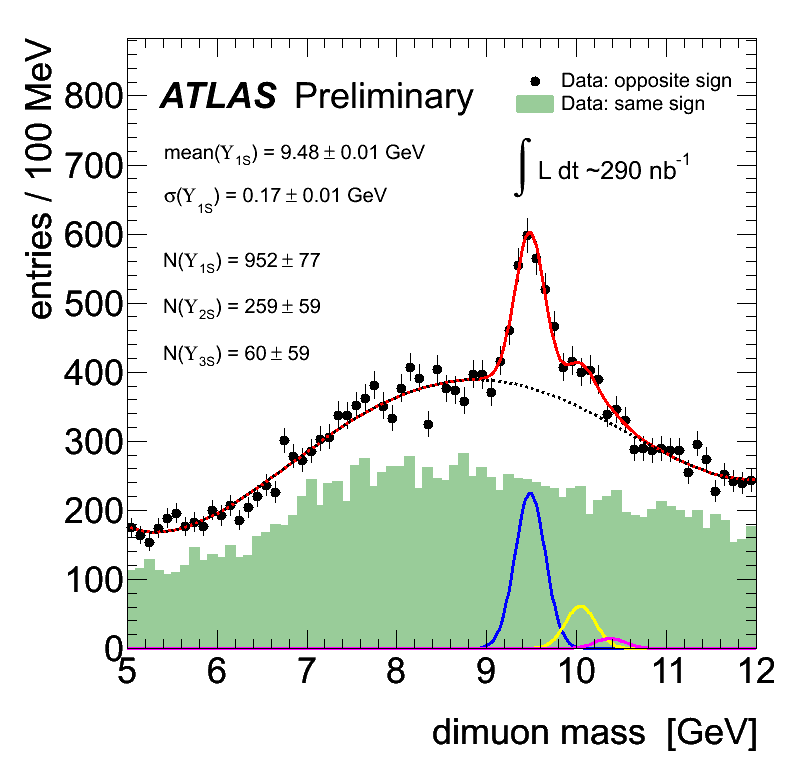 ATLAS Preliminary
Data: opposite sign
Data: same sign
mean(ϒ1S) = 9.48 ± 0.01 GeV
σ(ϒ1S) = 0.17 ± 0.01 GeV
∫ L dt ~290 nb-1
N(ϒ1S) = 952 ± 77
N(ϒ2S) = 259 ± 59
N(ϒ3S) = 60 ± 59
entries / 100 MeV
800
700
600
500
400
300
200
100
0
5 6 7 8 9 10 11 12
dimuon mass [GeV]